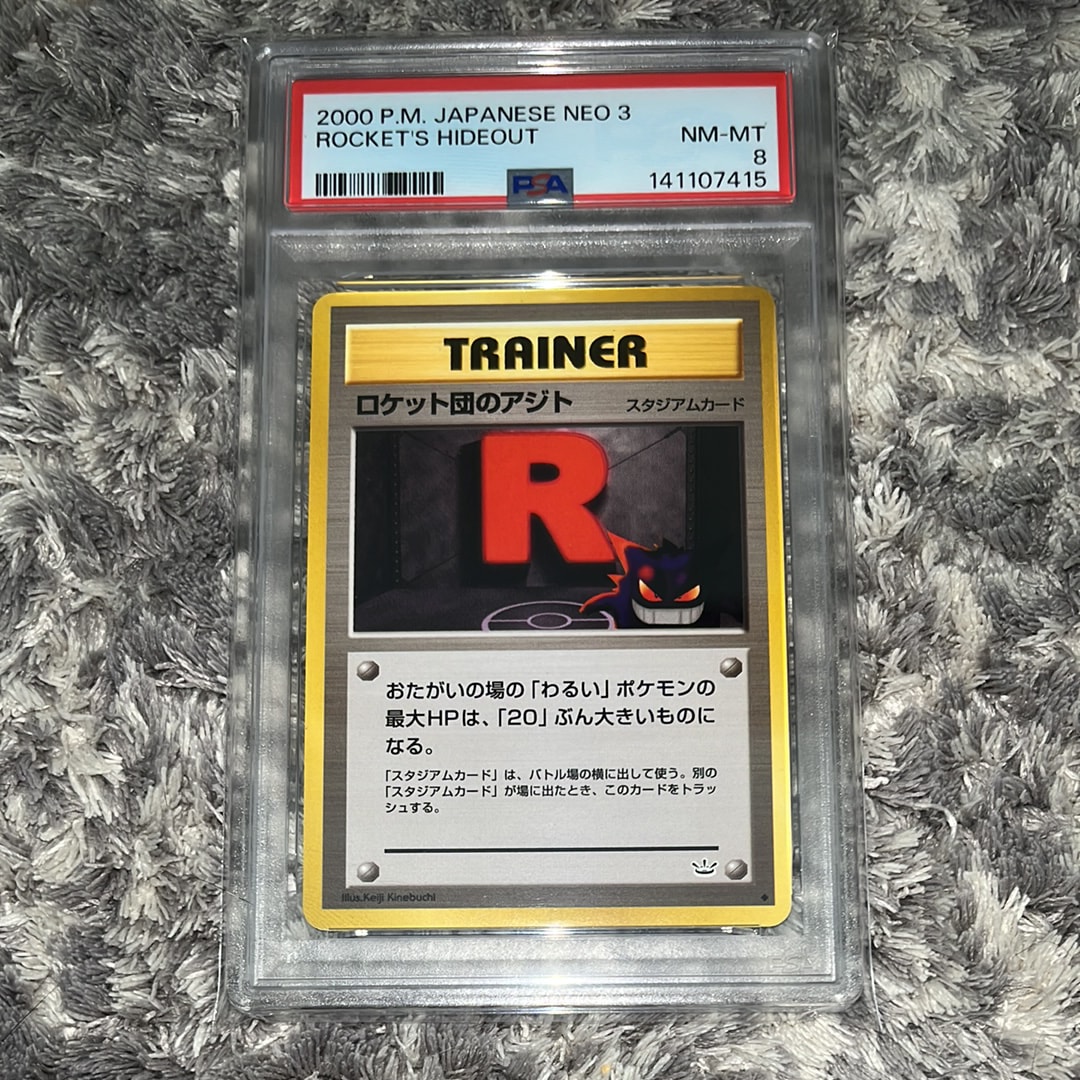 2000 P.M. JAPANESE NEO 3
ROCKET'S HIDEOUT
NM-MT
8
PSA
141107415
TRAINER
ロケット団のアジト
スタジアムカード
R
おたがいの場の「わるい」ポケモンの
最大HPは、「20」ぶん大きいものに
なる。
「スタジアムカード」は、バトル場の横に出して使う。別の
「スタジアムカード」が場に出たとき、このカードをトラッ
シュする。
Illus.Keiji Kinebuchi